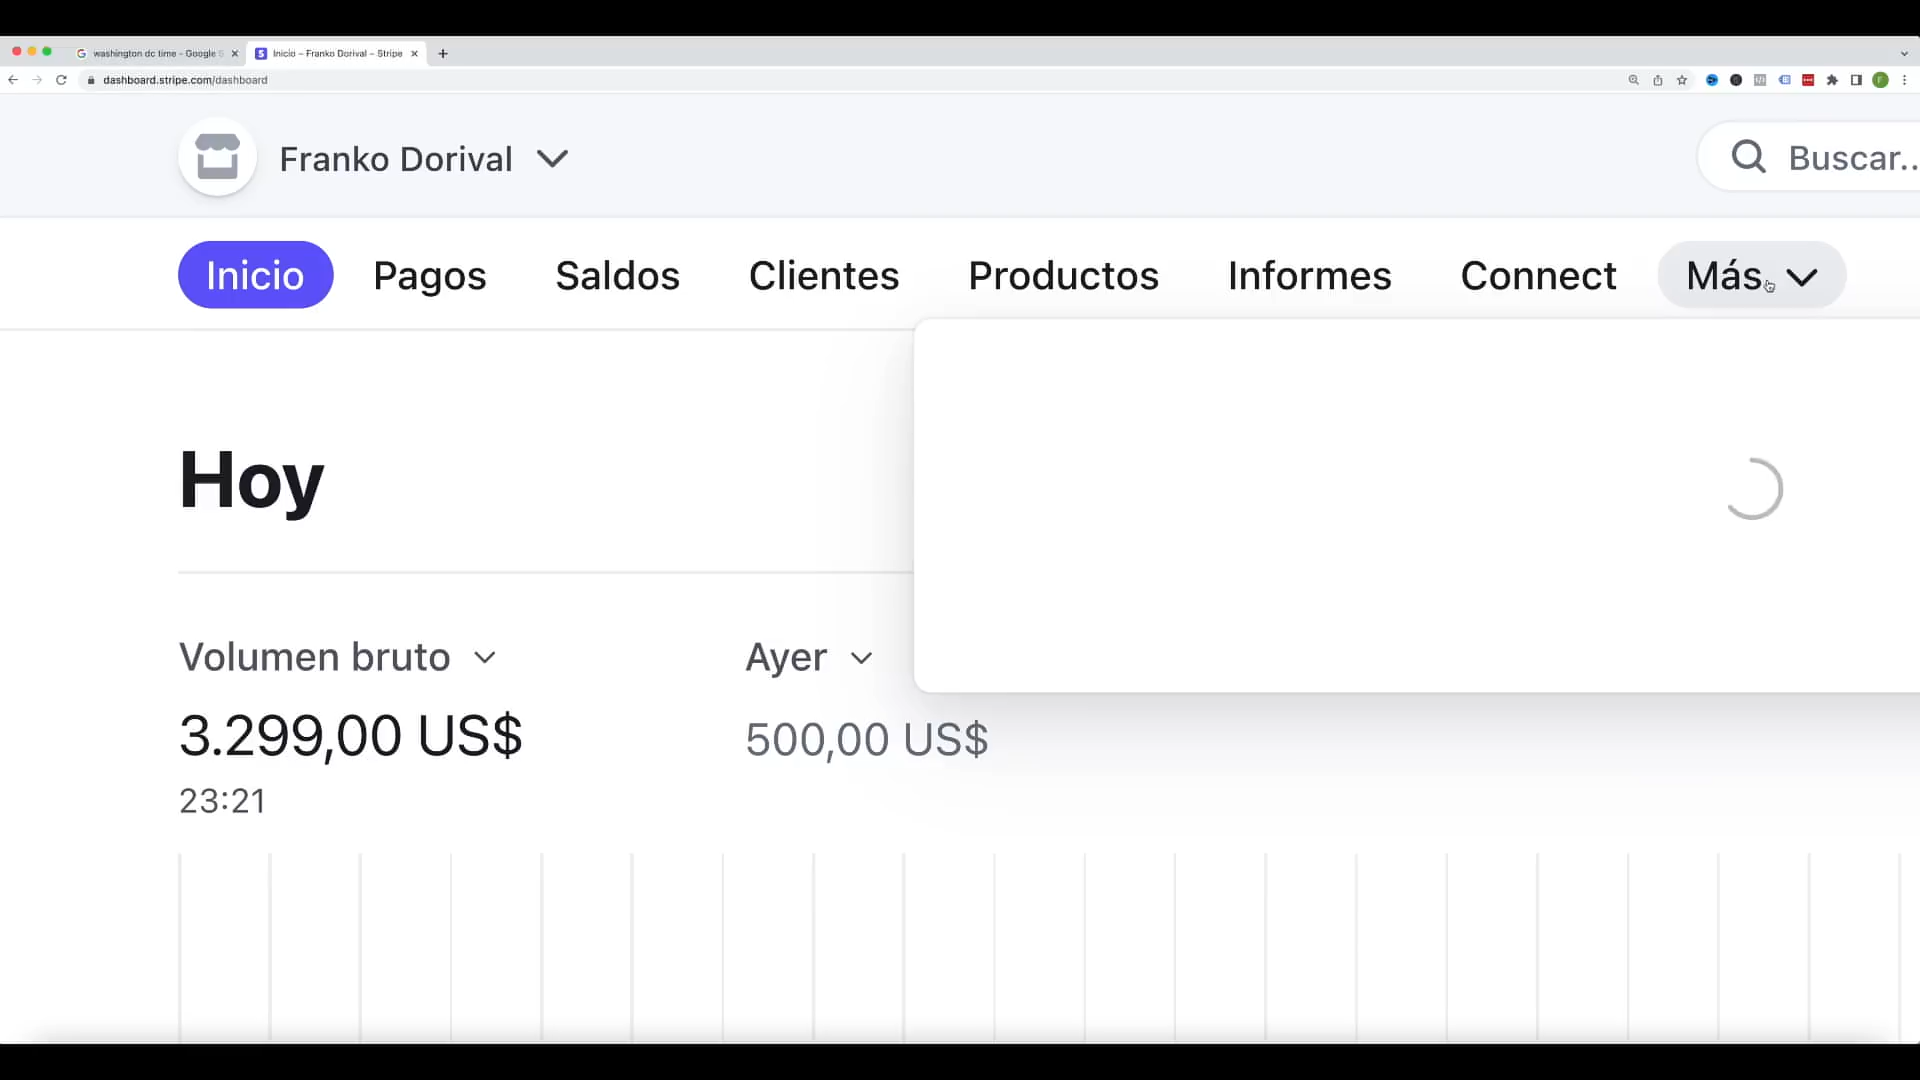 washington dc time - Google S
Inicio – Franko Dorival – Stripe
dashboard.stripe.com/dashboard
Franko Dorival
Buscar..
Inicio
Pagos
Saldos
Clientes
Productos
Informes
Connect
Más
Hoy
Volumen bruto
Ayer
3.299,00 US$
500,00 US$
23:21